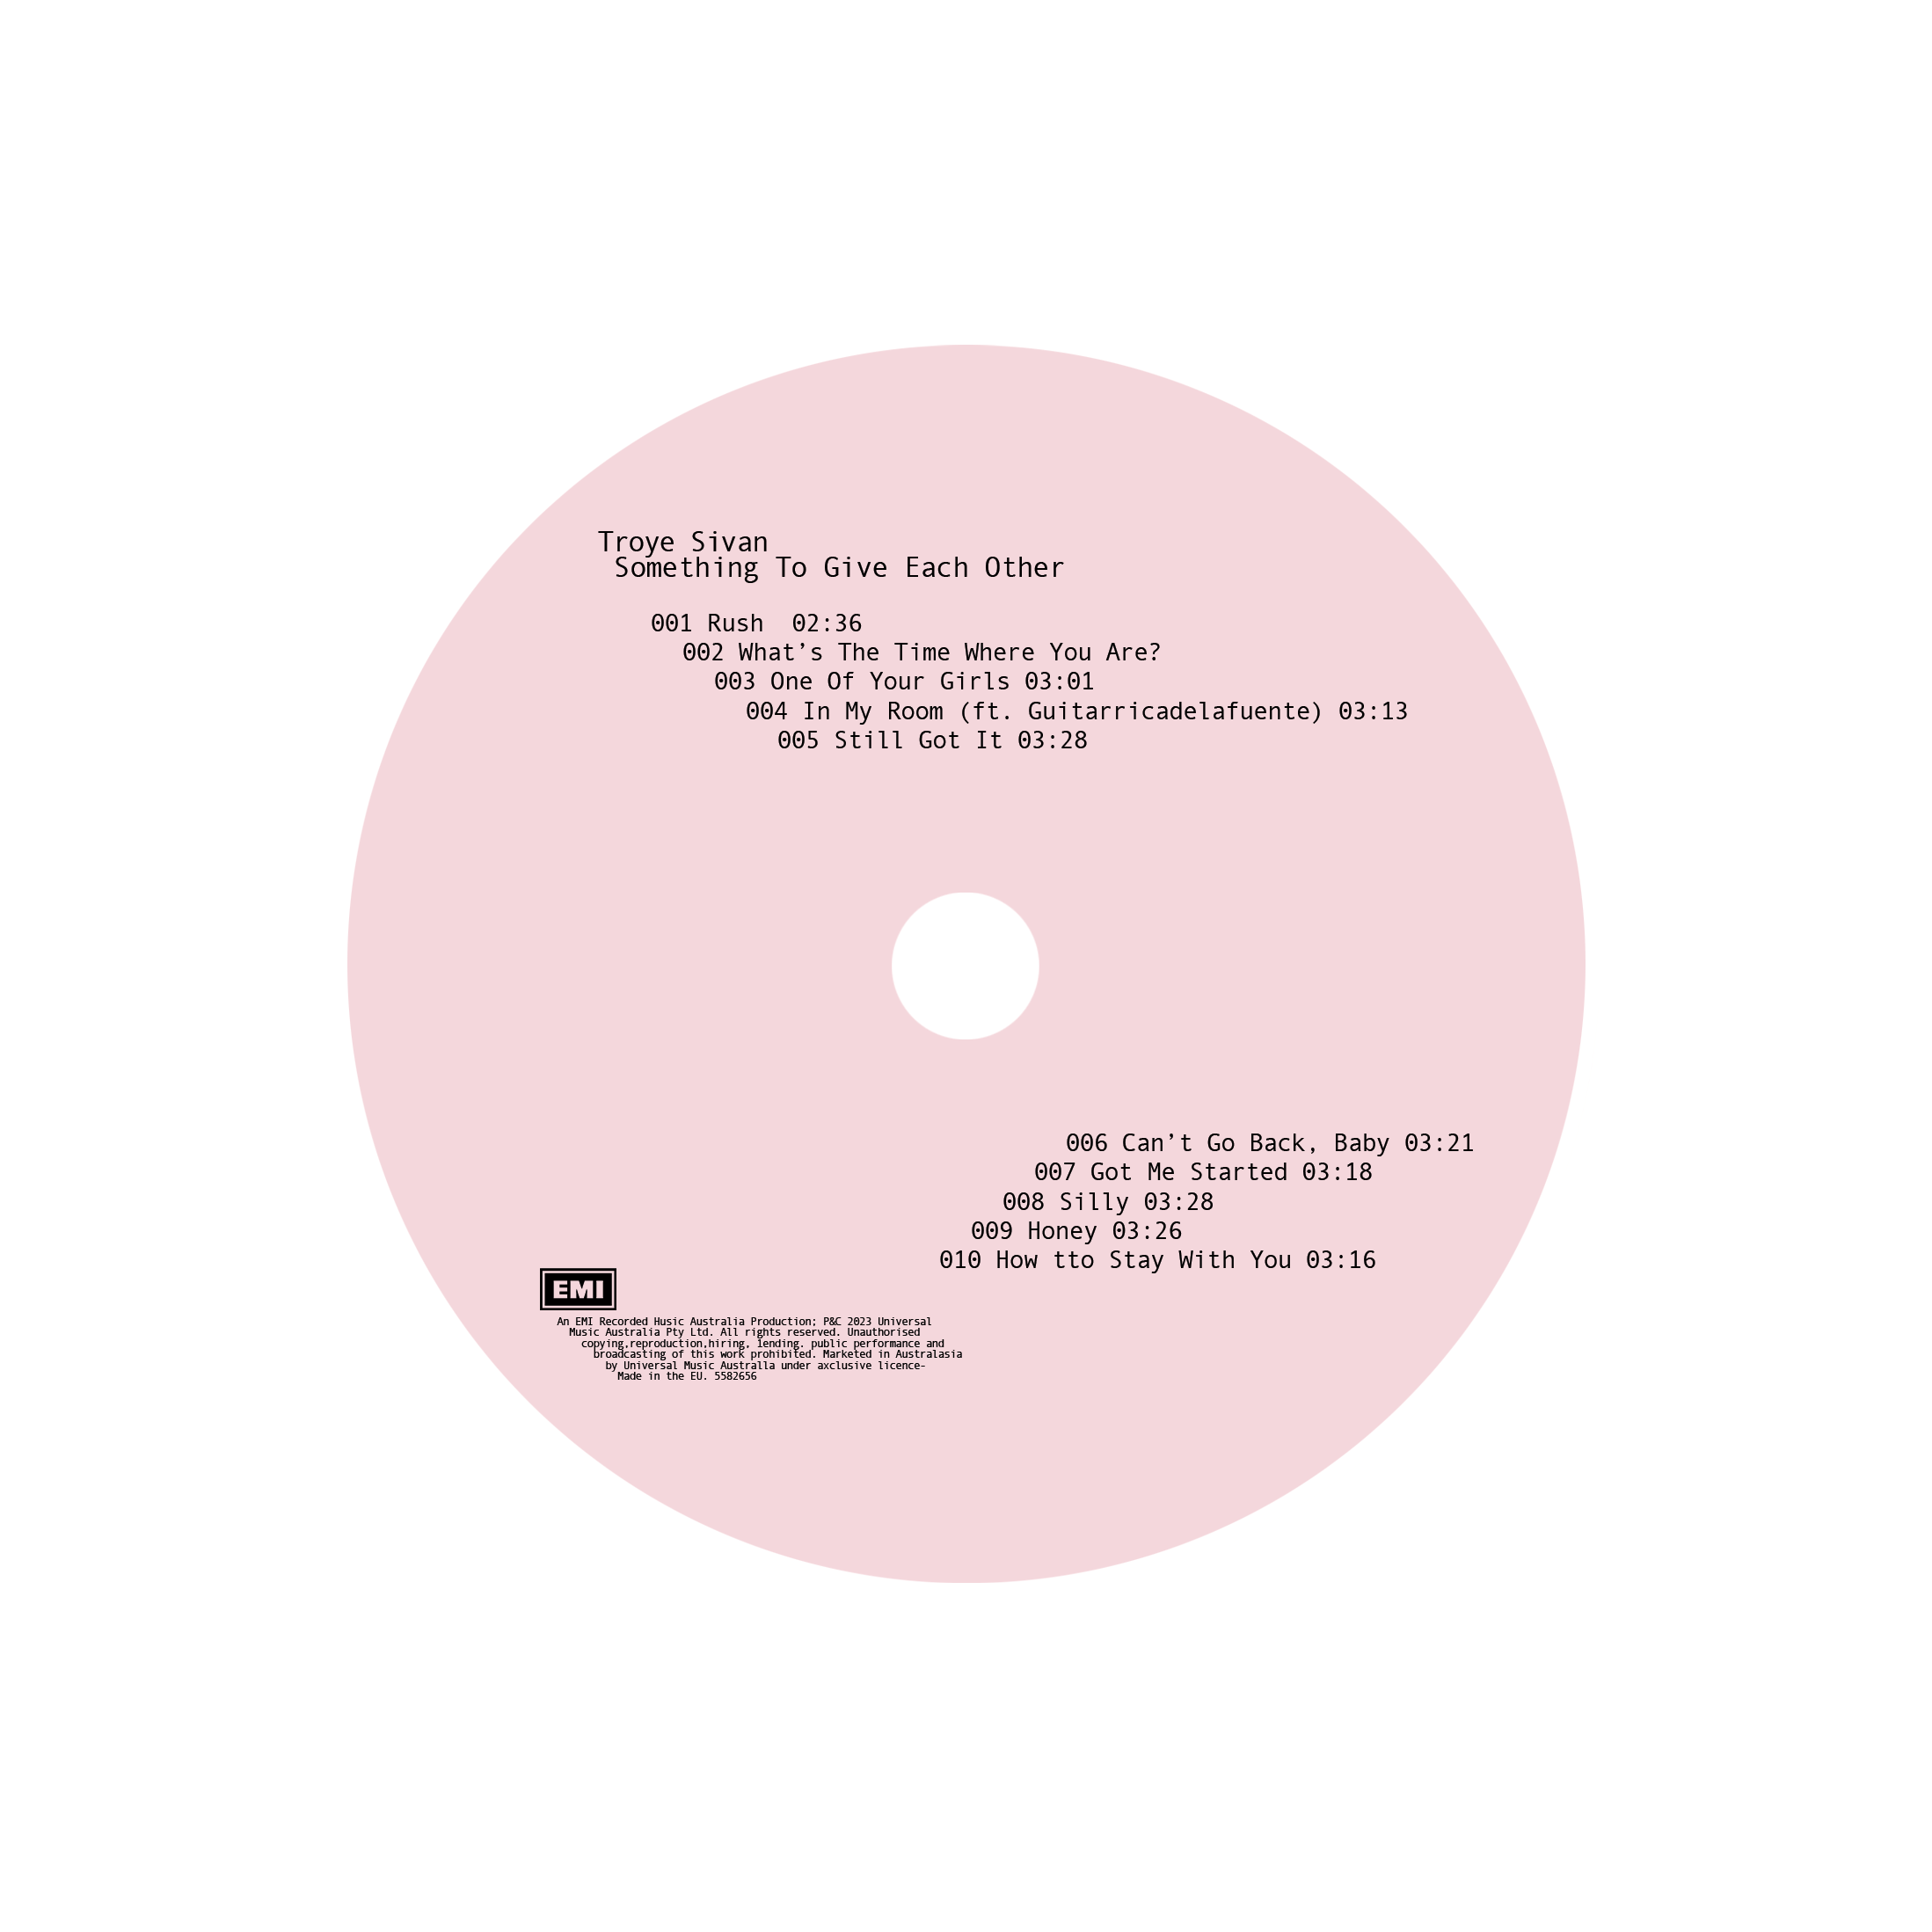 Troye Sivan
Something To Give Each Other
001 Rush  02:36
002 What’s The Time Where You Are?
003 One Of Your Girls 03:01
004 In My Room (ft. Guitarricadelafuente) 03:13
005 Still Got It 03:28
006 Can’t Go Back, Baby 03:21
007 Got Me Started 03:18
008 Silly 03:28
009 Honey 03:26
010 How tto Stay With You 03:16
EMI
An EMI Recorded Husic Australia Production; P&C 2023 Universal
Music Australia Pty Ltd. All rights reserved. Unauthorised
copying,reproduction,hiring, 1ending. public performance and
broadcasting of this work prohibited. Marketed in Australasia
by Universal Music Australla under axclusive licence-
Made in the EU. 5582656